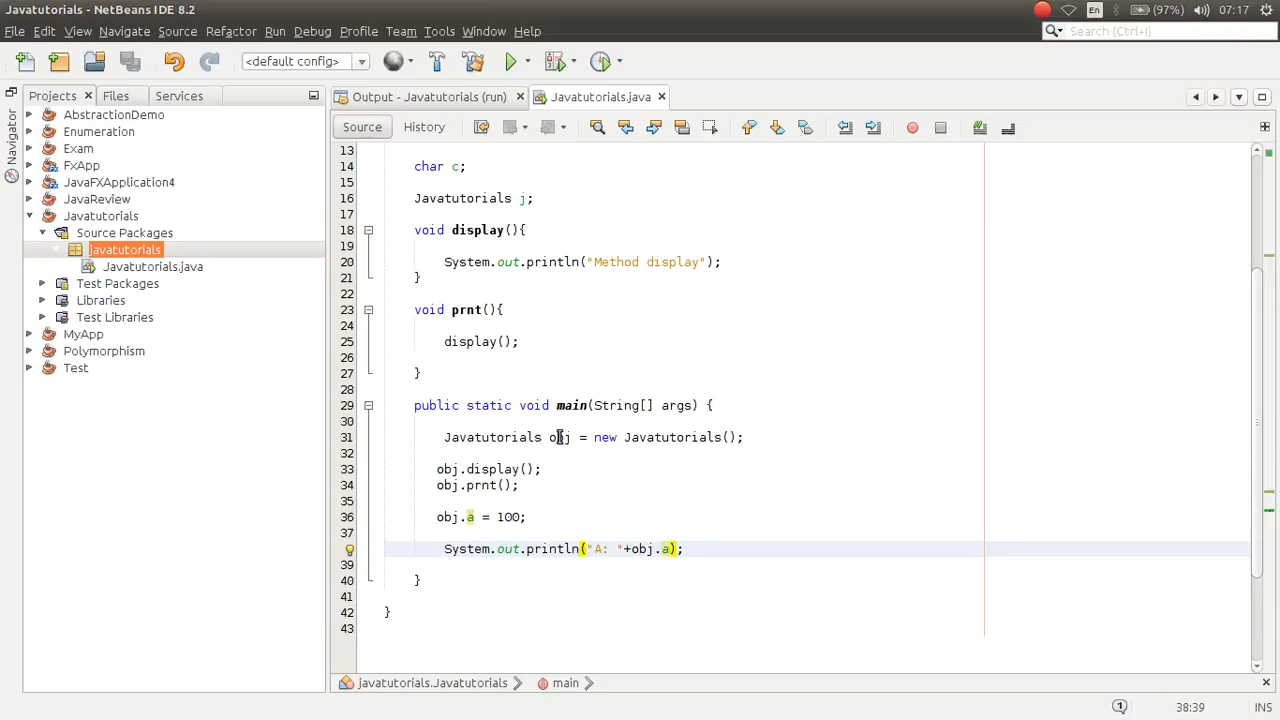 Javatutorials - NetBeans IDE 8.2
En
(97%)
07:17
File Edit View Navigate Source Refactor Run Debug Profile Team Tools Window Help
Search (Ctrl+I)
<default config>
Projects
Files
Services
Output - Javatutorials (run)
Javatutorials.java
Navigator
Source
History
AbstractionDemo
Enumeration
Exam
FxApp
JavaFXApplication4
JavaReview
Javatutorials
Source Packages
javatutorials
Javatutorials.java
Test Packages
Libraries
Test Libraries
MyApp
Polymorphism
Test
13
14 char c;
15
16 Javatutorials j;
17
18 void display(){
19
20 System.out.println("Method display");
21 }
22
23 void prnt(){
24
25 display();
26
27 }
28
29 public static void main(String[] args) {
30
31 Javatutorials obj = new Javatutorials();
32
33 obj.display();
34 obj.prnt();
35
36 obj.a = 100;
37
System.out.println("A: "+obj.a);
39
40 }
41
42 }
43
javatutorials.Javatutorials
main
1
38:39
INS